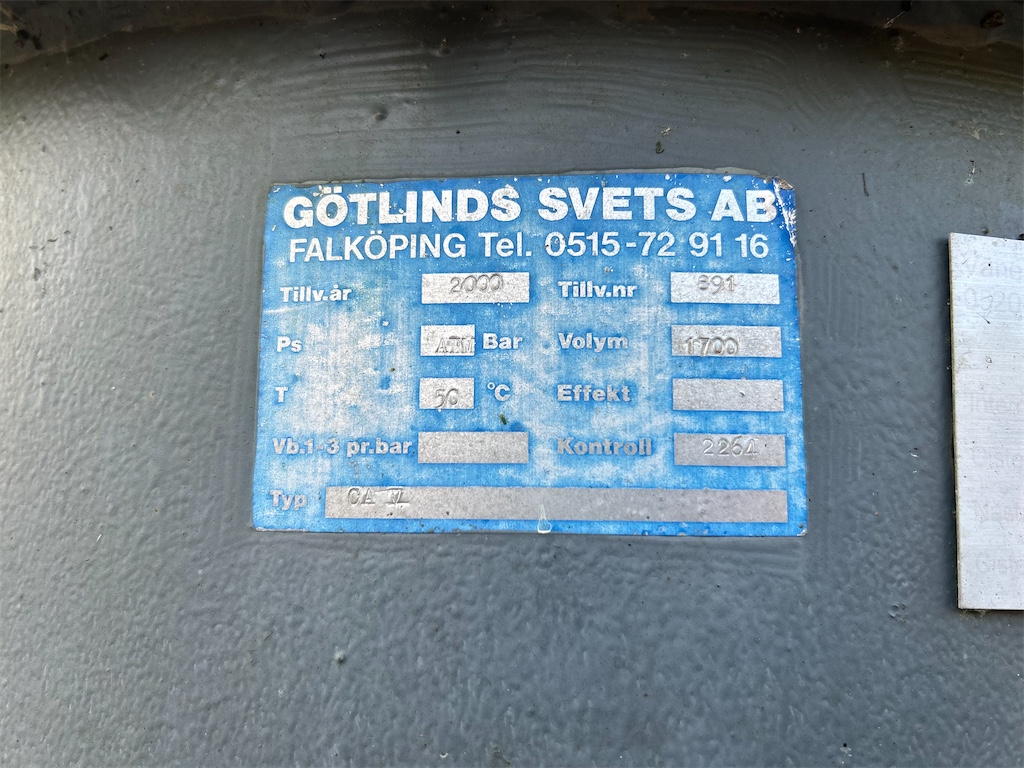 GÖTLINDS SVETS AB
FALKÖPING Tel. 0515-72 91 16
Tillv.år 2000 Tillv.nr 891
Ps ATM Bar Volym 1700
T 50 °C Effekt
Vb.1-3 pr.bar Kontroll 2264
Typ CA